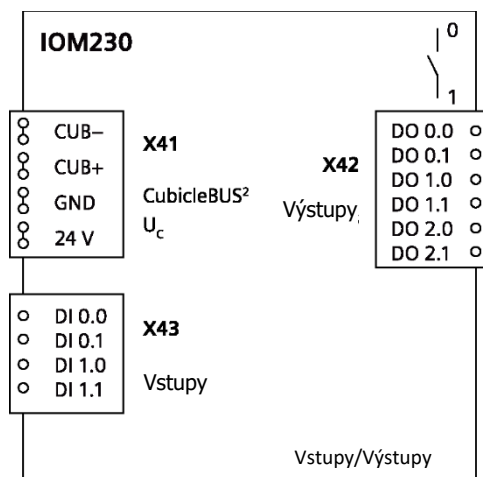 IOM230
0
1
CUB–
CUB+
GND
24 V
X41
CubicleBUS²
U_c
X42
Výstupy
DO 0.0
DO 0.1
DO 1.0
DO 1.1
DO 2.0
DO 2.1
DI 0.0
DI 0.1
DI 1.0
DI 1.1
X43
Vstupy
Vstupy/Výstupy